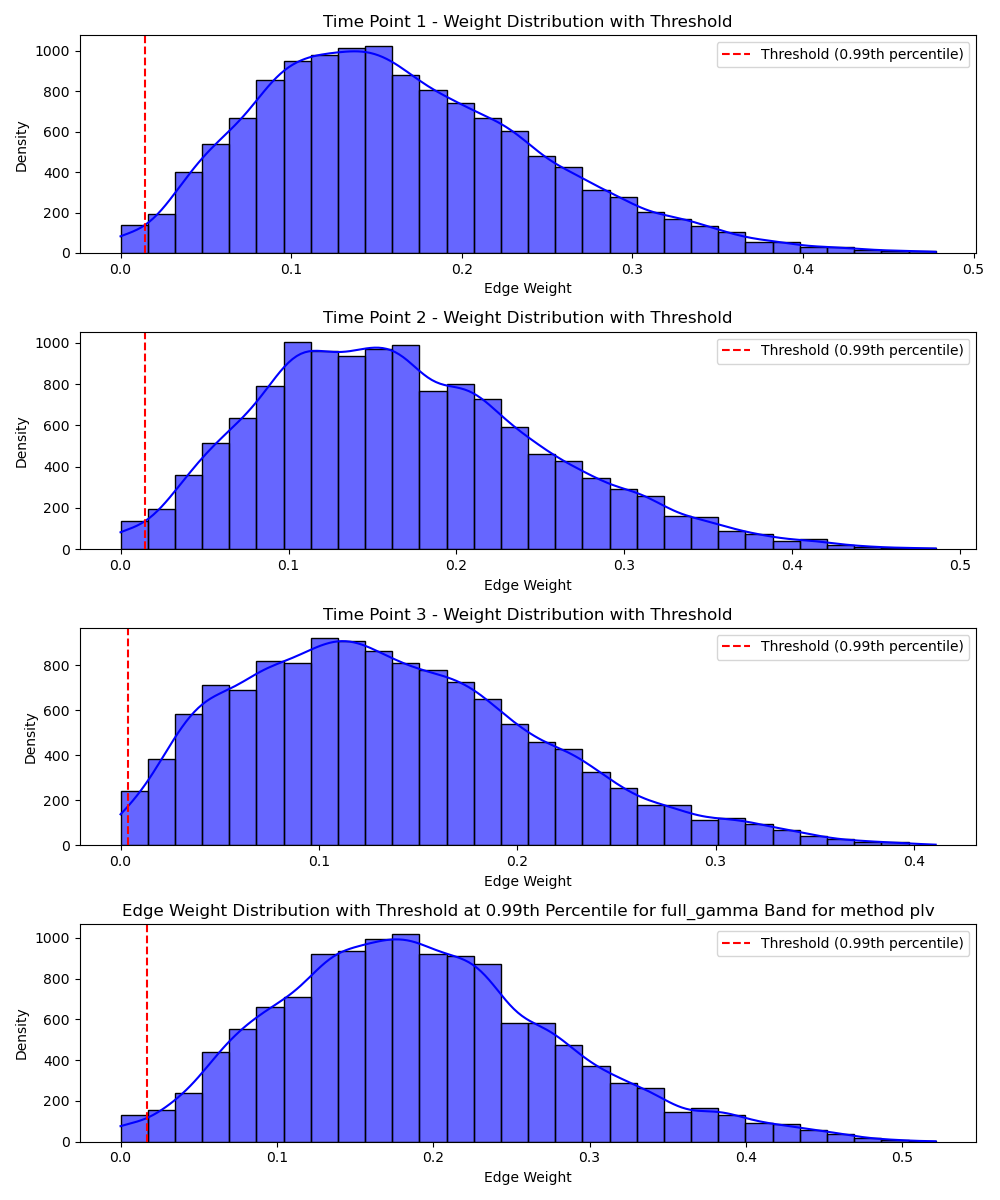 Time Point 1 - Weight Distribution with Threshold
1000
800
600
400
200
0
Density
Threshold (0.99th percentile)
0.0 0.1 0.2 0.3 0.4 0.5
Edge Weight
Time Point 2 - Weight Distribution with Threshold
1000
800
600
400
200
0
Density
Threshold (0.99th percentile)
0.0 0.1 0.2 0.3 0.4 0.5
Edge Weight
Time Point 3 - Weight Distribution with Threshold
800
600
400
200
0
Density
Threshold (0.99th percentile)
0.0 0.1 0.2 0.3 0.4
Edge Weight
Edge Weight Distribution with Threshold at 0.99th Percentile for full_gamma Band for method plv
1000
800
600
400
200
0
Density
Threshold (0.99th percentile)
0.0 0.1 0.2 0.3 0.4 0.5
Edge Weight